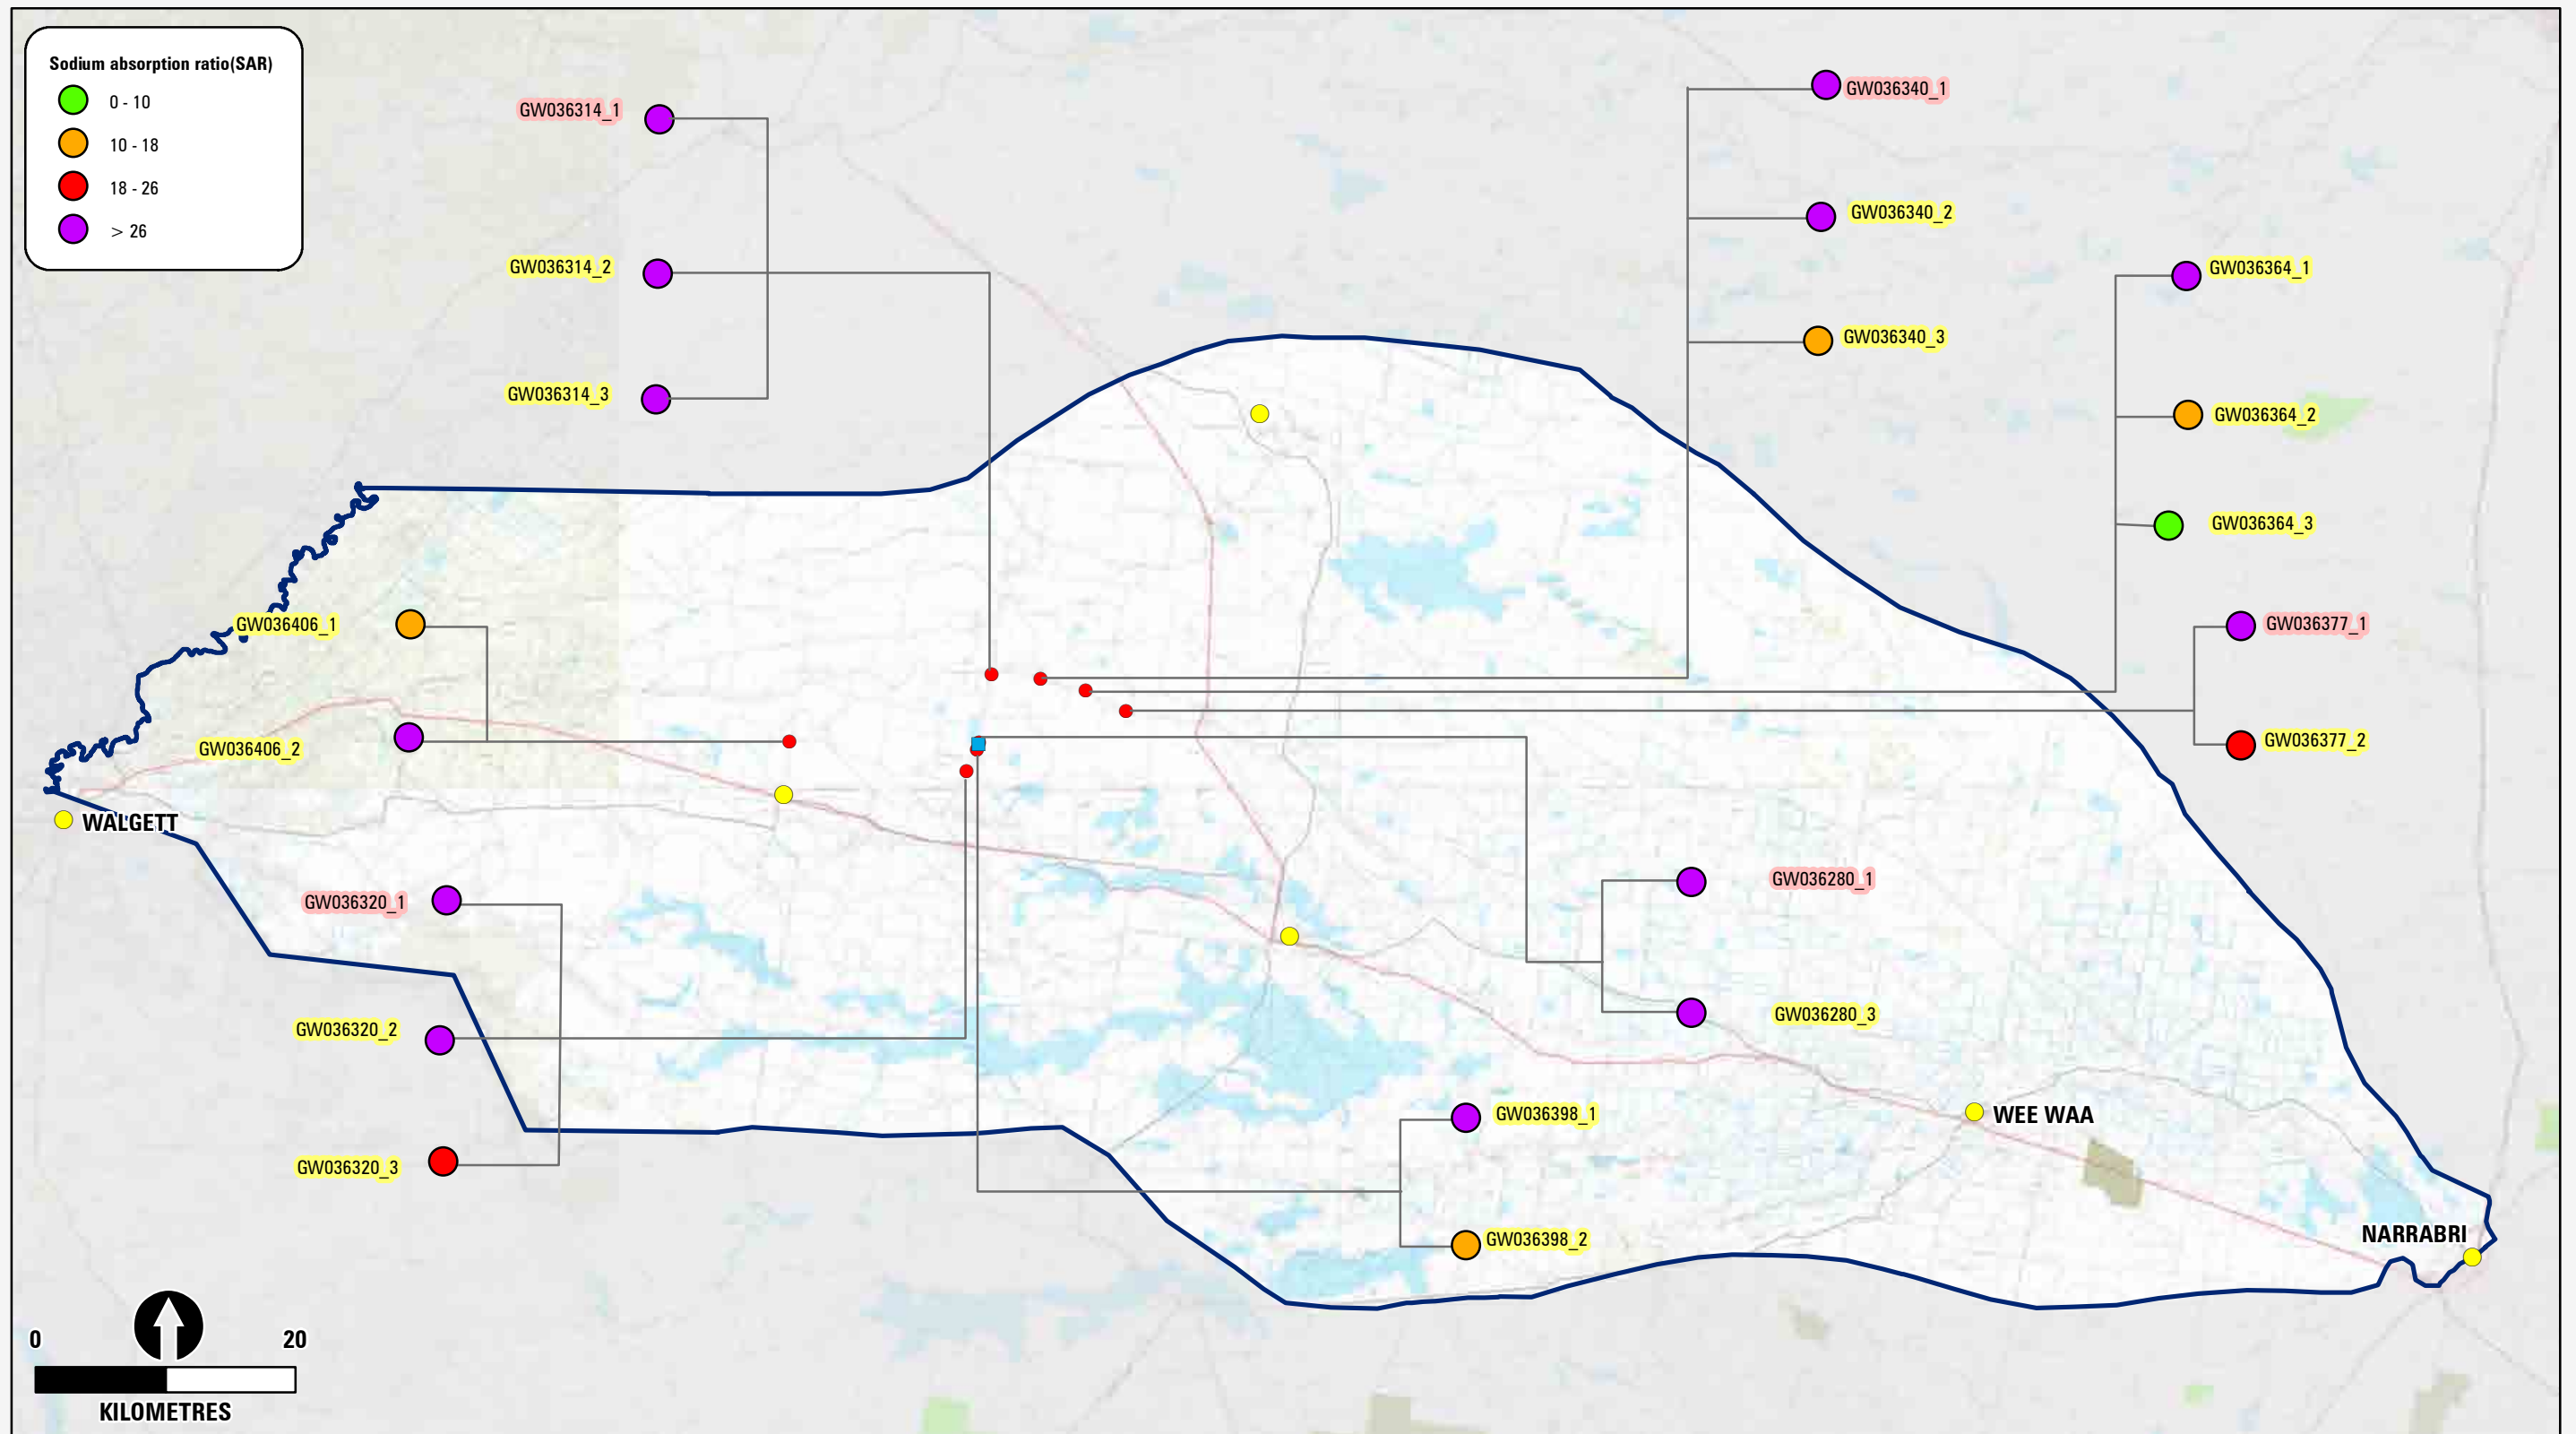 Sodium absorption ratio(SAR)
0 - 10
10 - 18
18 - 26
> 26
GW036314_1
GW036314_2
GW036314_3
GW036340_1
GW036340_2
GW036340_3
GW036364_1
GW036364_2
GW036364_3
GW036377_1
GW036377_2
GW036406_1
GW036406_2
WALGETT
GW036320_1
GW036320_2
GW036320_3
GW036280_1
GW036280_3
GW036398_1
GW036398_2
WEE WAA
NARRABRI
0 20
KILOMETRES